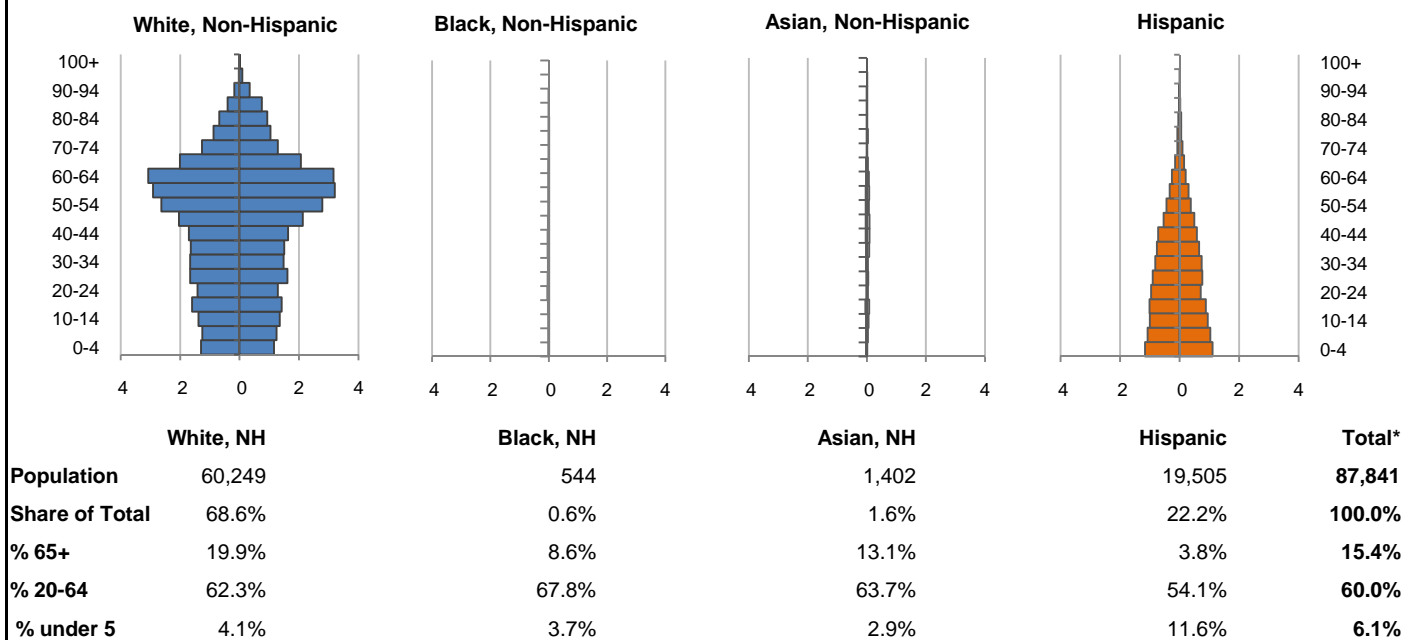 White, Non-Hispanic Black, Non-Hispanic Asian, Non-Hispanic Hispanic
100+ 100+
90-94 90-94
80-84 80-84
70-74 70-74
60-64 60-64
50-54 50-54
40-44 40-44
30-34 30-34
20-24 20-24
10-14 10-14
0-4 0-4
4 2 0 2 4 4 2 0 2 4 4 2 0 2 4 4 2 0 2 4
White, NH Black, NH Asian, NH Hispanic Total*
Population 60,249 544 1,402 19,505 87,841
Share of Total 68.6% 0.6% 1.6% 22.2% 100.0%
% 65+ 19.9% 8.6% 13.1% 3.8% 15.4%
% 20-64 62.3% 67.8% 63.7% 54.1% 60.0%
% under 5 4.1% 3.7% 2.9% 11.6% 6.1%